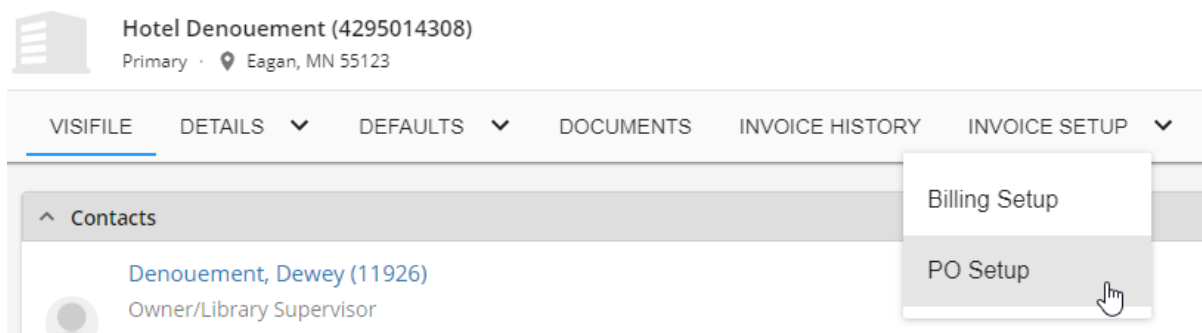 Hotel Denouement (4295014308)
Primary · Eagan, MN 55123
VISIFILE DETAILS DEFAULTS DOCUMENTS INVOICE HISTORY INVOICE SETUP
Billing Setup
Contacts
PO Setup
Denouement, Dewey (11926)
Owner/Library Supervisor